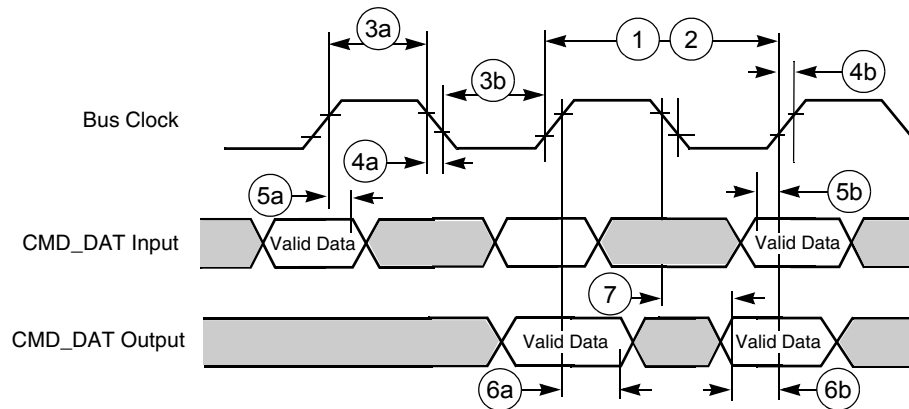 3a
1
2
3b
4b
Bus Clock
4a
5a
5b
CMD_DAT Input
Valid Data
Valid Data
7
CMD_DAT Output
Valid Data
Valid Data
6a
6b